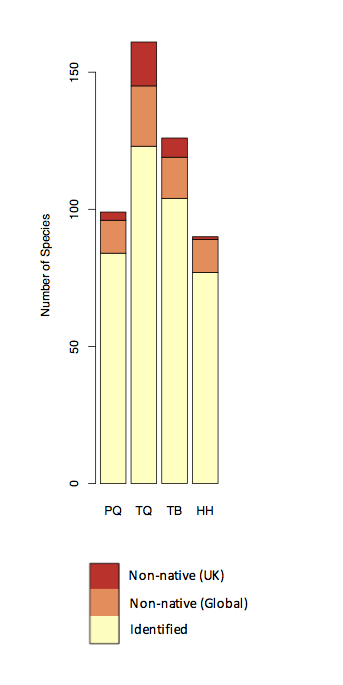 150
100
50
0
Number of Species
PQ TQ TB HH
Non-native (UK)
Non-native (Global)
Identified